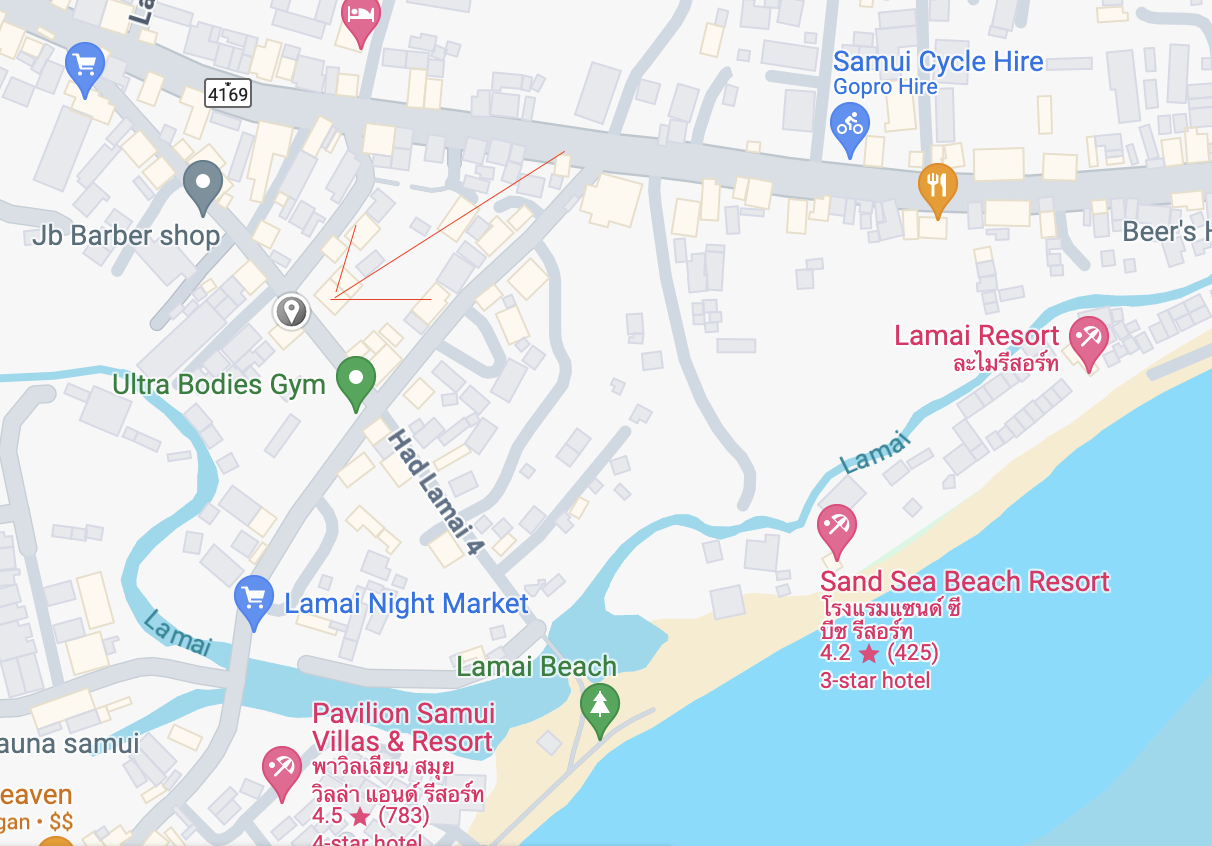 La
4169
Samui Cycle Hire
Gopro Hire
Jb Barber shop
Beer's H
Lamai Resort
ละไมรีสอร์ท
Ultra Bodies Gym
Had Lamai 4
Lamai
Sand Sea Beach Resort
โรงแรมแซนด์ ซี
บีช รีสอร์ท
4.2 ★ (425)
3-star hotel
Lamai Night Market
Lamai
Lamai Beach
Pavilion Samui
Villas & Resort
พาวิลเลียน สมุย
วิลล่า แอนด์ รีสอร์ท
4.5 ★ (783)
4-star hotel
auna samui
eaven
gan • $$